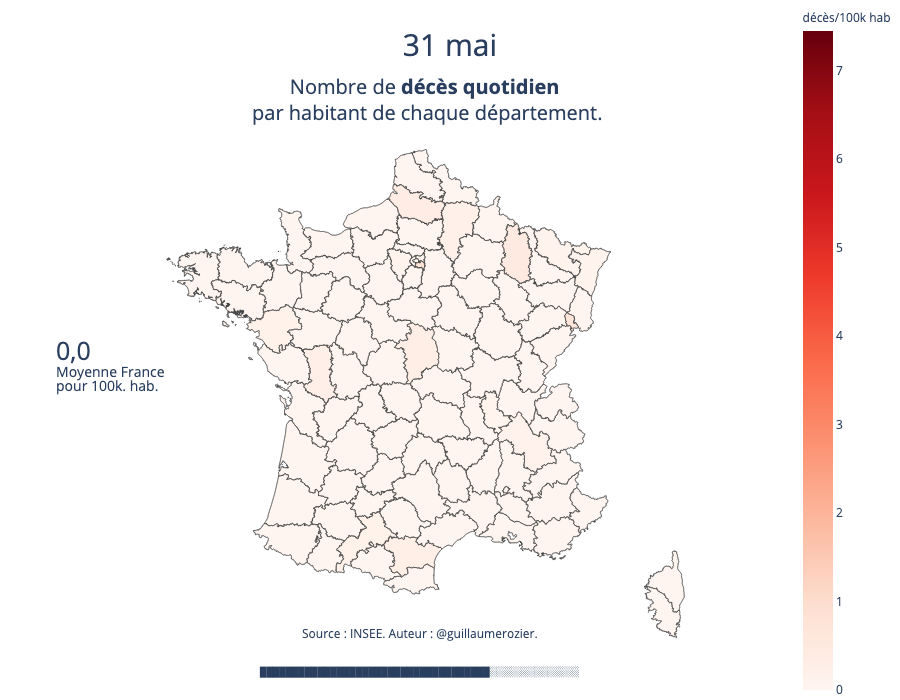 décès/100k hab
31 mai
Nombre de décès quotidien
par habitant de chaque département.
7
6
5
4
3
2
1
0
0,0
Moyenne France
pour 100k. hab.
Source : INSEE. Auteur : @guillaumerozier.